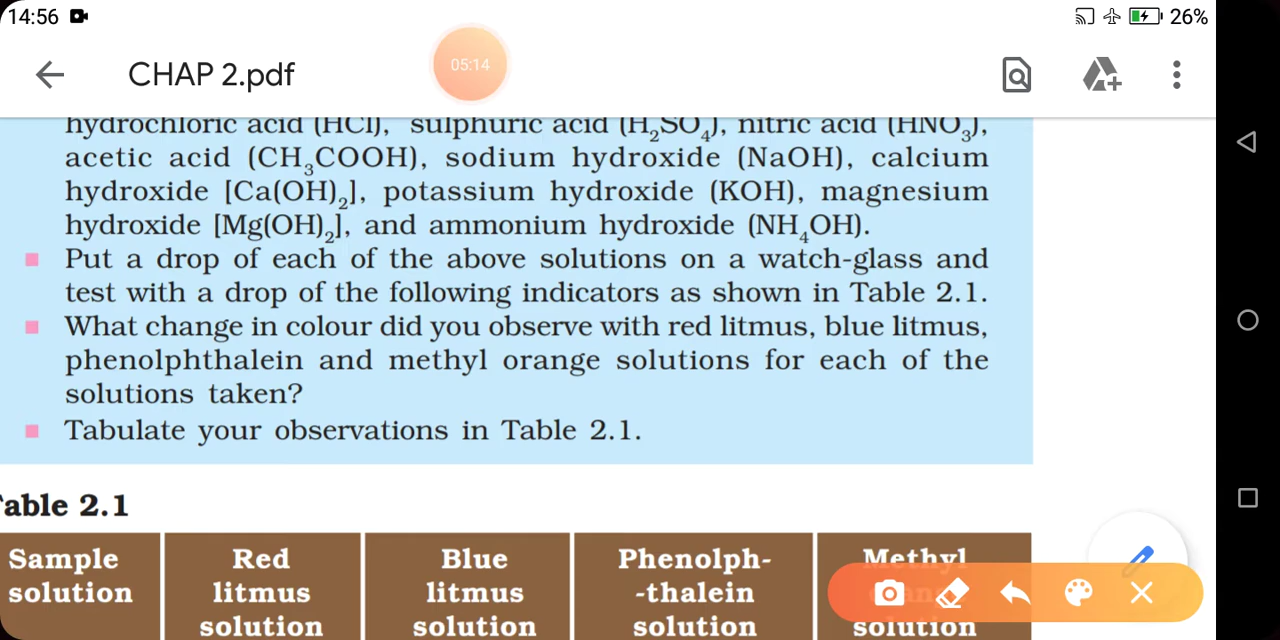 14:56
26%
CHAP 2.pdf
05:14
hydrochloric acid (HCl), sulphuric acid (H₂SO₄), nitric acid (HNO₃),
acetic acid (CH₃COOH), sodium hydroxide (NaOH), calcium
hydroxide [Ca(OH)₂], potassium hydroxide (KOH), magnesium
hydroxide [Mg(OH)₂], and ammonium hydroxide (NH₄OH).
Put a drop of each of the above solutions on a watch-glass and
test with a drop of the following indicators as shown in Table 2.1.
What change in colour did you observe with red litmus, blue litmus,
phenolphthalein and methyl orange solutions for each of the
solutions taken?
Tabulate your observations in Table 2.1.
able 2.1
Sample
solution
Red
litmus
solution
Blue
litmus
solution
Phenolph-
-thalein
solution
Methyl
solution